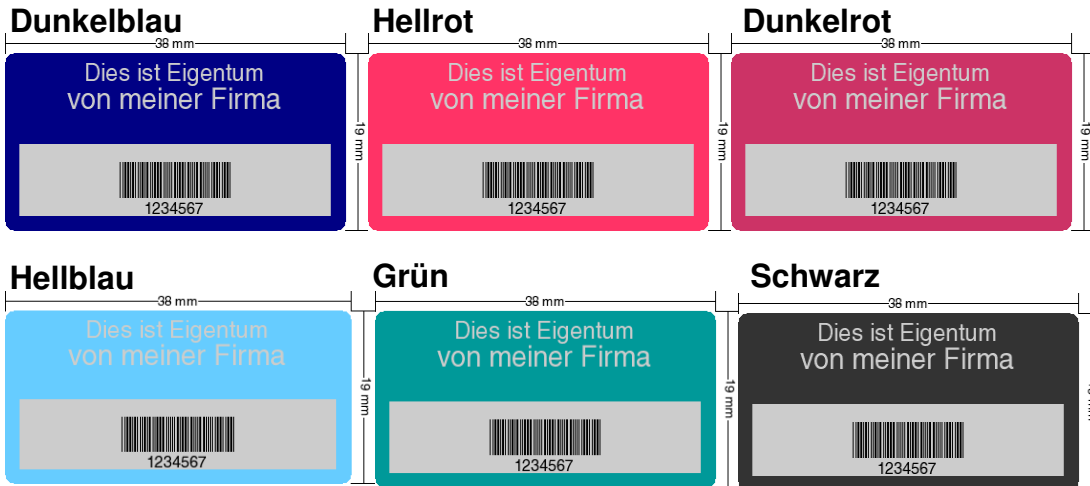 Dunkelblau
38 mm
Dies ist Eigentum
von meiner Firma
19 mm
1234567
Hellrot
38 mm
Dies ist Eigentum
von meiner Firma
19 mm
1234567
Dunkelrot
38 mm
Dies ist Eigentum
von meiner Firma
19 mm
1234567
Hellblau
38 mm
Dies ist Eigentum
von meiner Firma
19 mm
1234567
Grün
38 mm
Dies ist Eigentum
von meiner Firma
19 mm
1234567
Schwarz
38 mm
Dies ist Eigentum
von meiner Firma
1234567